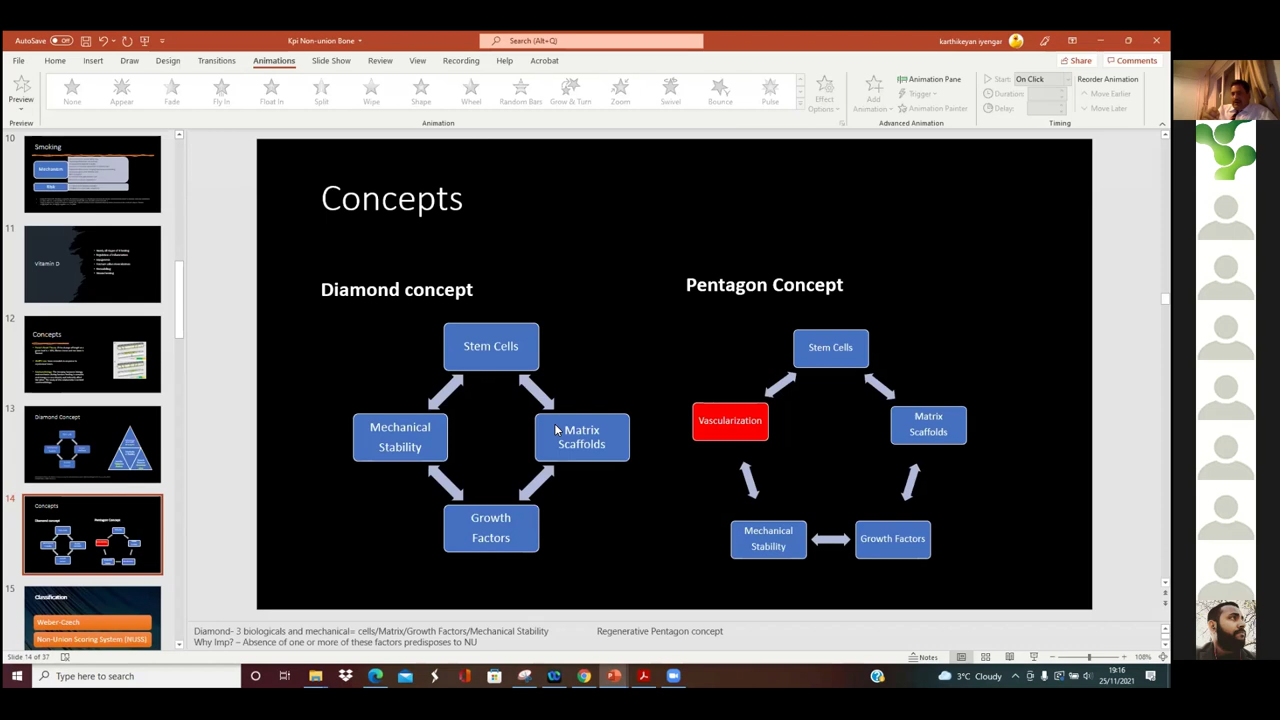 AutoSave Off
Kpi Non-union Bone
Search (Alt+Q)
karthikeyan iyengar
File Home Insert Draw Design Transitions Animations Slide Show Review View Recording Help Acrobat
Share Comments
Preview
None Appear Fade Fly In Float In Split Wipe Shape Wheel Random Bars Grow & Turn Zoom Swivel Bounce Pulse
Effect Options
Add Animation
Animation Pane
Trigger
Animation Painter
Start: On Click
Duration:
Delay:
Reorder Animation
Move Earlier
Move Later
Preview Animation Advanced Animation Timing
10
Smoking
Mechanism
Risk
11
Vitamin D
12
Concepts
13
Diamond Concept
14
Concepts
Diamond concept
Pentagon Concept
15
Classification
Weber-Czech
Non-Union Scoring System (NUSS)
Concepts
Diamond concept
Stem Cells
Mechanical
Stability
Matrix
Scaffolds
Growth
Factors
Pentagon Concept
Stem Cells
Vascularization
Matrix
Scaffolds
Mechanical
Stability
Growth Factors
Diamond- 3 biologicals and mechanical= cells/Matrix/Growth Factors/Mechanical Stability
Regenerative Pentagon concept
Why Imp? – Absence of one or more of these factors predisposes to NU
Slide 14 of 37
Notes
108%
Type here to search
3°C Cloudy
19:16
25/11/2021